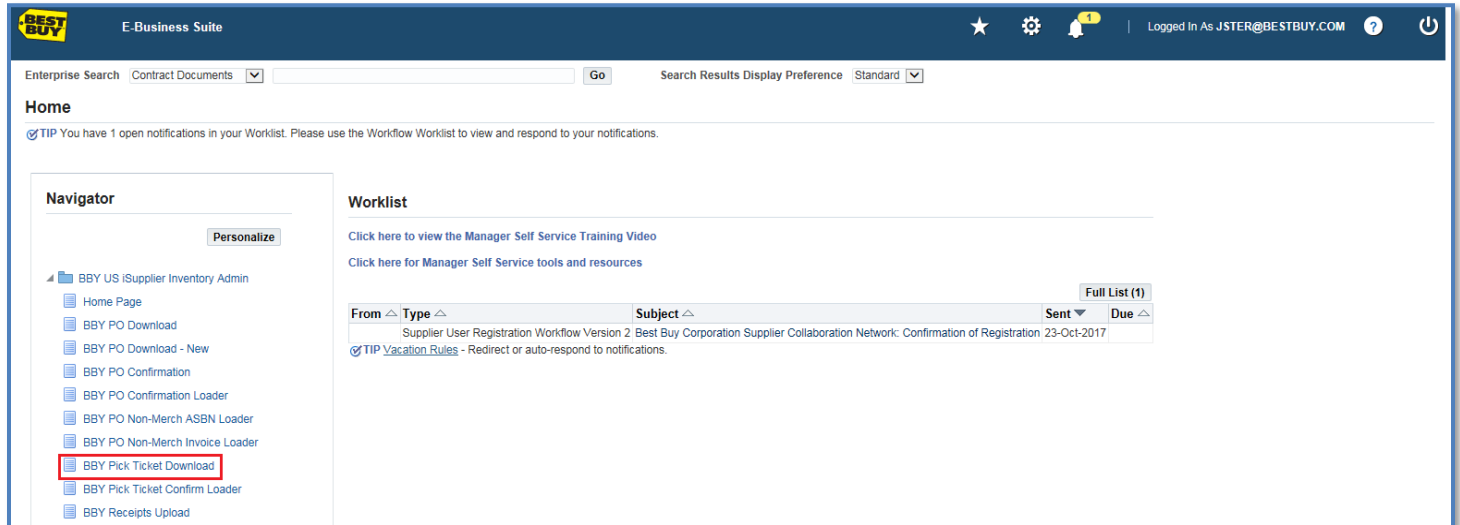 BEST BUY
E-Business Suite
1
Logged In As JSTER@BESTBUY.COM
?
Enterprise Search Contract Documents Go Search Results Display Preference Standard
Home
TIP You have 1 open notifications in your Worklist. Please use the Workflow Worklist to view and respond to your notifications.
Navigator
Personalize
BBY US iSupplier Inventory Admin
Home Page
BBY PO Download
BBY PO Download - New
BBY PO Confirmation
BBY PO Confirmation Loader
BBY PO Non-Merch ASBN Loader
BBY PO Non-Merch Invoice Loader
BBY Pick Ticket Download
BBY Pick Ticket Confirm Loader
BBY Receipts Upload
Worklist
Click here to view the Manager Self Service Training Video
Click here for Manager Self Service tools and resources
Full List (1)
From Type Subject Sent Due
Supplier User Registration Workflow Version 2 Best Buy Corporation Supplier Collaboration Network: Confirmation of Registration 23-Oct-2017
TIP Vacation Rules - Redirect or auto-respond to notifications.